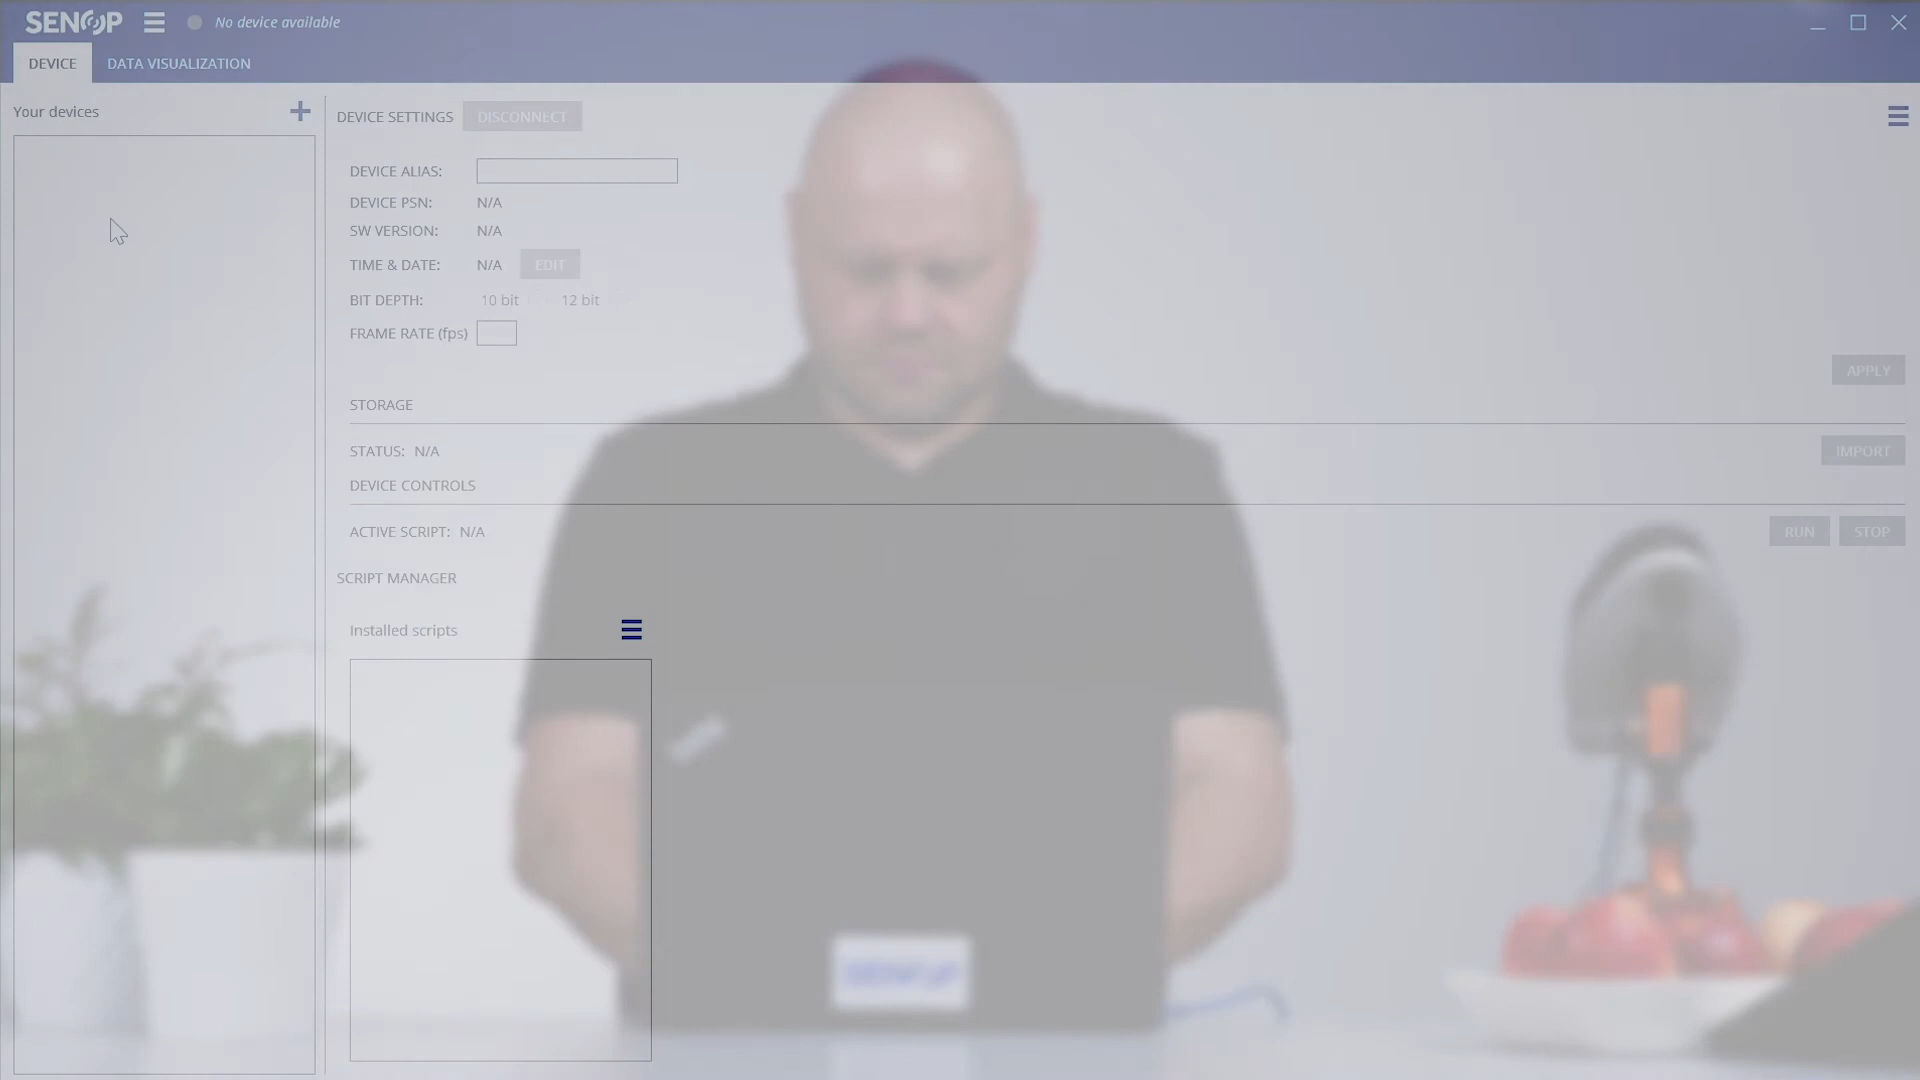 SENOP
No device available
DEVICE
DATA VISUALIZATION
Your devices
DEVICE SETTINGS
DISCONNECT
DEVICE ALIAS:
DEVICE PSN: N/A
SW VERSION: N/A
TIME & DATE: N/A EDIT
BIT DEPTH: 10 bit 12 bit
FRAME RATE (fps)
APPLY
STORAGE
STATUS: N/A
IMPORT
DEVICE CONTROLS
ACTIVE SCRIPT: N/A
RUN STOP
SCRIPT MANAGER
Installed scripts
SENOP